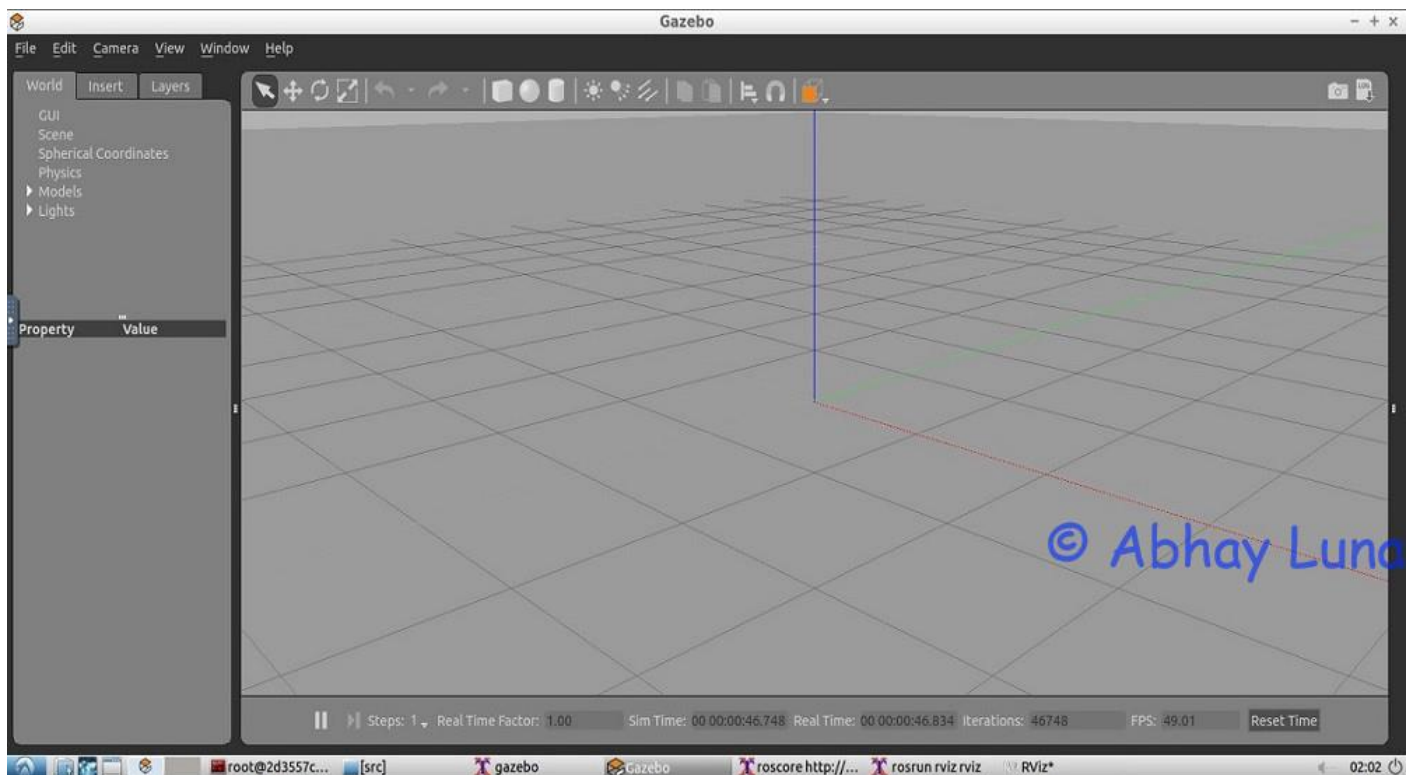 Gazebo
File Edit Camera View Window Help
World Insert Layers
GUI
Scene
Spherical Coordinates
Physics
Models
Lights
Property Value
© Abhay Luna
Steps: 1 Real Time Factor: 1.00 Sim Time: 00 00:00:46.748 Real Time: 00 00:00:46.834 Iterations: 46748 FPS: 49.01 Reset Time
root@2d3557c... [src] gazebo Gazebo roscore http://... rosrun rviz rviz RViz* 02:02